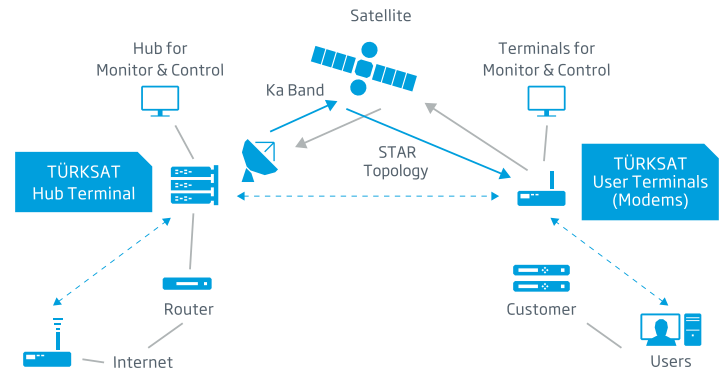 Satellite
Hub for
Monitor & Control
Terminals for
Monitor & Control
Ka Band
TÜRKSAT
Hub Terminal
STAR
Topology
TÜRKSAT
User Terminals
(Modems)
Router
Customer
Internet
Users